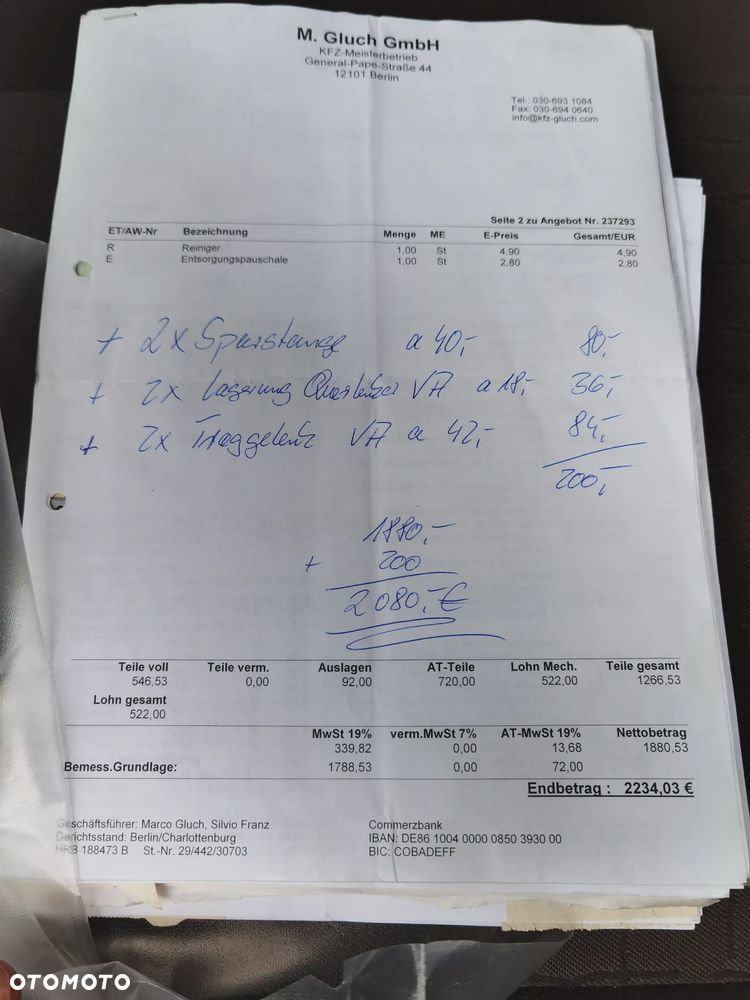 M. Gluch GmbH
KFZ-Meisterbetrieb
General-Pape-Straße 44
12101 Berlin
Tel.: 030-693 1084
Fax: 030-694 0640
info@kfz-gluch.com
Seite 2 zu Angebot Nr. 237293
ET/AW-Nr Bezeichnung Menge ME E-Preis Gesamt/EUR
R Reiniger 1,00 St 4,90 4,90
E Entsorgungspauschale 1,00 St 2,80 2,80
+ 2x Spurstange a 40,- 80,-
+ 2x Lagerung Querlenker VA a 18,- 36,-
+ 2x Traggelenk VA a 42,- 84,-
200,-
1880,-
+ 200
2080,- €
Teile voll Teile verm. Auslagen AT-Teile Lohn Mech. Teile gesamt
546,53 0,00 92,00 720,00 522,00 1266,53
Lohn gesamt
522,00
MwSt 19% verm.MwSt 7% AT-MwSt 19% Nettobetrag
339,82 0,00 13,68 1880,53
Bemess.Grundlage: 1788,53 0,00 72,00
Endbetrag : 2234,03 €
Geschäftsführer: Marco Gluch, Silvio Franz
Gerichtsstand: Berlin/Charlottenburg
HRB 188473 B St.-Nr. 29/442/30703
Commerzbank
IBAN: DE86 1004 0000 0850 3930 00
BIC: COBADEFF
OTOMOTO